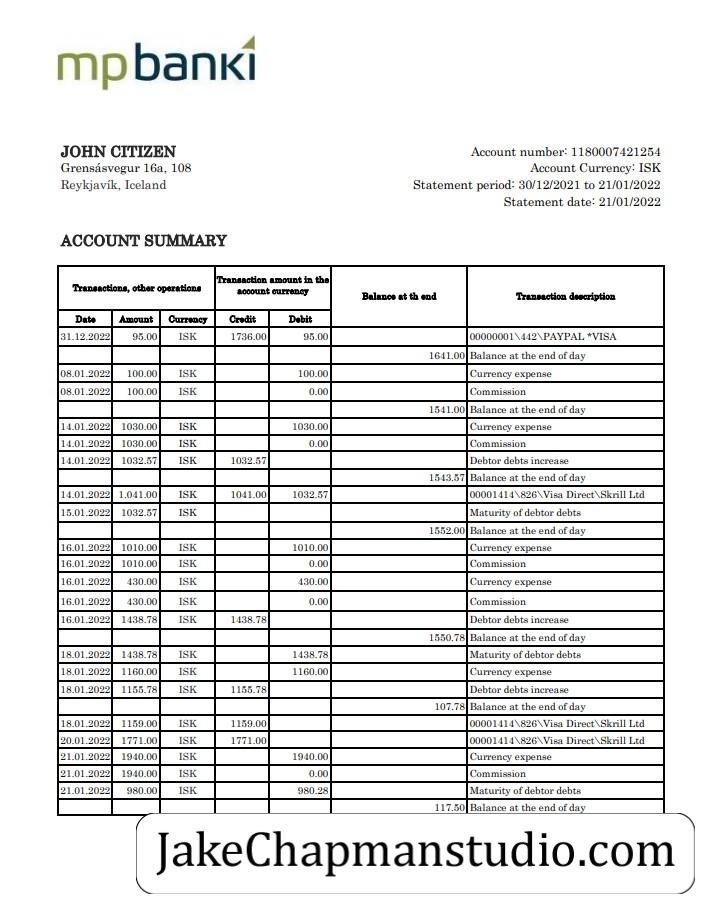 mpbanki
JOHN CITIZEN
Grensásvegur 16a, 108
Reykjavík, Iceland
Account number: 1180007421254
Account Currency: ISK
Statement period: 30/12/2021 to 21/01/2022
Statement date: 21/01/2022
ACCOUNT SUMMARY
Transactions, other operations Transaction amount in the account currency Balance at th end Transaction description
Date Amount Currency Credit Debit
31.12.2022 95.00 ISK 1736.00 95.00 00000001\442\PAYPAL *VISA
1641.00 Balance at the end of day
08.01.2022 100.00 ISK 100.00 Currency expense
08.01.2022 100.00 ISK 0.00 Commission
1541.00 Balance at the end of day
14.01.2022 1030.00 ISK 1030.00 Currency expense
14.01.2022 1030.00 ISK 0.00 Commission
14.01.2022 1032.57 ISK 1032.57 Debtor debts increase
1543.57 Balance at the end of day
14.01.2022 1.041.00 ISK 1041.00 1032.57 00001414\826\Visa Direct\Skrill Ltd
15.01.2022 1032.57 ISK Maturity of debtor debts
1552.00 Balance at the end of day
16.01.2022 1010.00 ISK 1010.00 Currency expense
16.01.2022 1010.00 ISK 0.00 Commission
16.01.2022 430.00 ISK 430.00 Currency expense
16.01.2022 430.00 ISK 0.00 Commission
16.01.2022 1438.78 ISK 1438.78 Debtor debts increase
1550.78 Balance at the end of day
18.01.2022 1438.78 ISK 1438.78 Maturity of debtor debts
18.01.2022 1160.00 ISK 1160.00 Currency expense
18.01.2022 1155.78 ISK 1155.78 Debtor debts increase
107.78 Balance at the end of day
18.01.2022 1159.00 ISK 1159.00 00001414\826\Visa Direct\Skrill Ltd
20.01.2022 1771.00 ISK 1771.00 00001414\826\Visa Direct\Skrill Ltd
21.01.2022 1940.00 ISK 1940.00 Currency expense
21.01.2022 1940.00 ISK 0.00 Commission
21.01.2022 980.00 ISK 980.28 Maturity of debtor debts
117.50 Balance at the end of day
JakeChapmanstudio.com